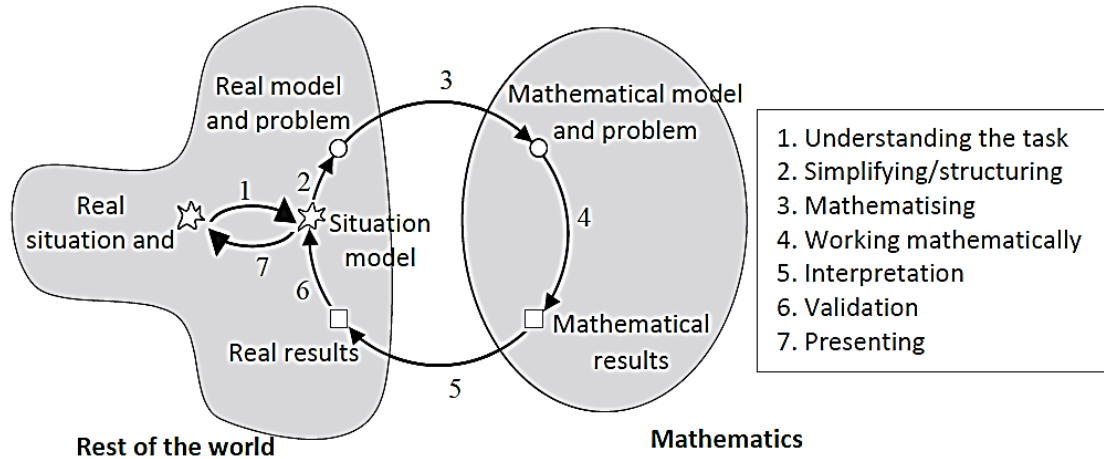 Real model
and problem
3
Mathematical model
and problem
1
2
Real
situation and
Situation
model
7
6
4
Real results
Mathematical
results
5
Rest of the world
Mathematics
1. Understanding the task
2. Simplifying/structuring
3. Mathematising
4. Working mathematically
5. Interpretation
6. Validation
7. Presenting